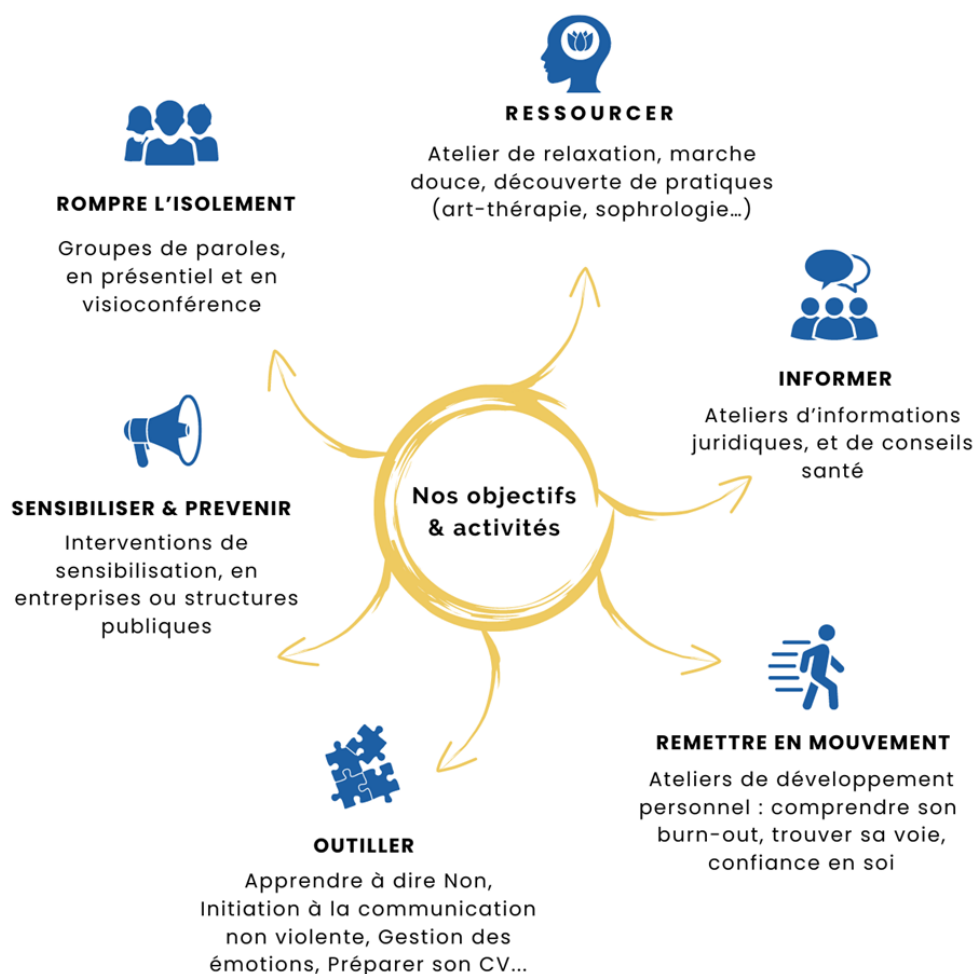 RESSOURCER
Atelier de relaxation, marche
douce, découverte de pratiques
(art-thérapie, sophrologie…)
ROMPRE L’ISOLEMENT
Groupes de paroles,
en présentiel et en
visioconférence
INFORMER
Ateliers d’informations
juridiques, et de conseils
santé
Nos objectifs
& activités
SENSIBILISER & PREVENIR
Interventions de
sensibilisation, en
entreprises ou structures
publiques
REMETTRE EN MOUVEMENT
Ateliers de développement
personnel : comprendre son
burn-out, trouver sa voie,
confiance en soi
OUTILLER
Apprendre à dire Non,
Initiation à la communication
non violente, Gestion des
émotions, Préparer son CV...